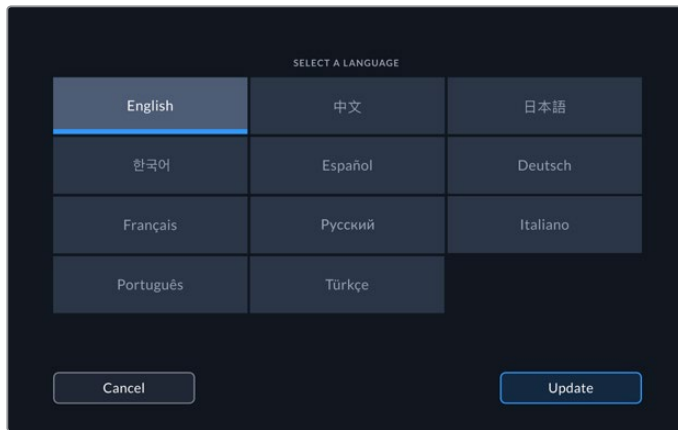 SELECT A LANGUAGE
English 中文 日本語
한국어 Español Deutsch
Français Русский Italiano
Português Türkçe
Cancel Update